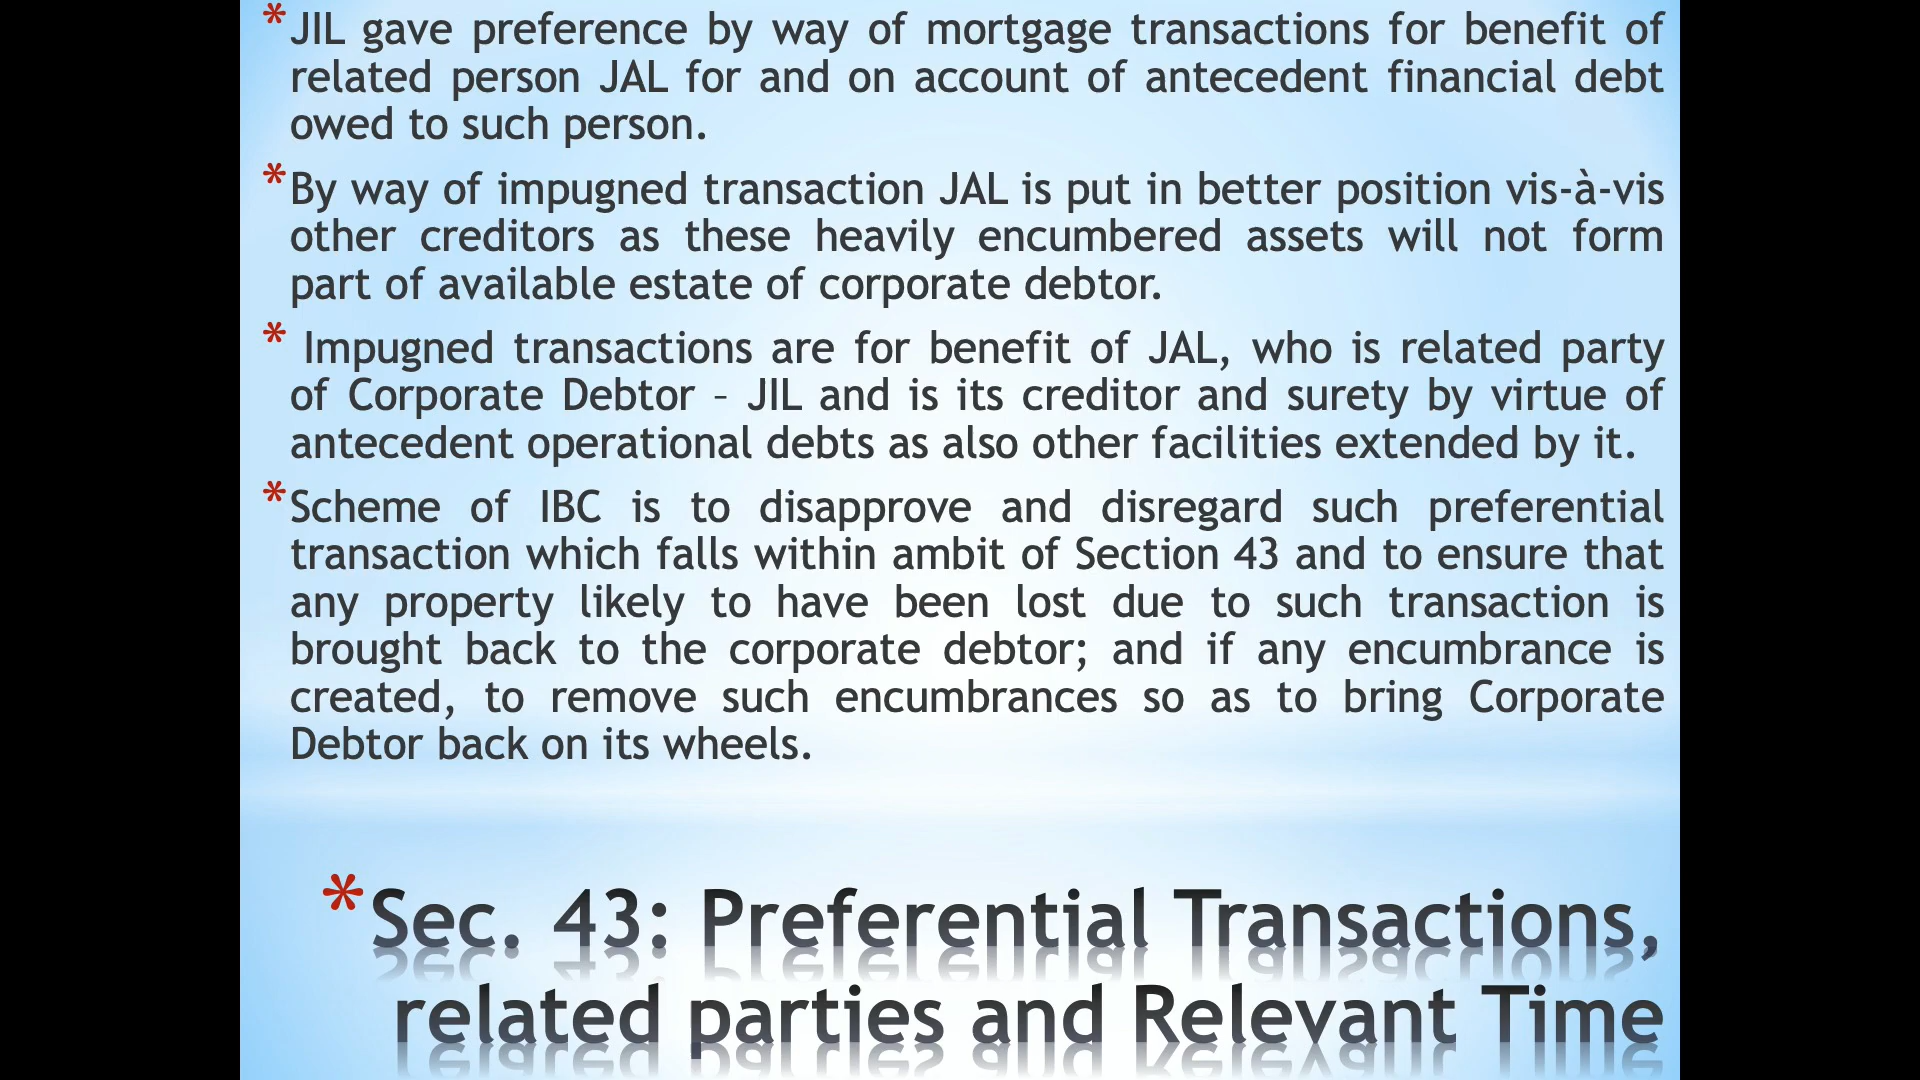 * JIL gave preference by way of mortgage transactions for benefit of
related person JAL for and on account of antecedent financial debt
owed to such person.
* By way of impugned transaction JAL is put in better position vis-à-vis
other creditors as these heavily encumbered assets will not form
part of available estate of corporate debtor.
* Impugned transactions are for benefit of JAL, who is related party
of Corporate Debtor – JIL and is its creditor and surety by virtue of
antecedent operational debts as also other facilities extended by it.
* Scheme of IBC is to disapprove and disregard such preferential
transaction which falls within ambit of Section 43 and to ensure that
any property likely to have been lost due to such transaction is
brought back to the corporate debtor; and if any encumbrance is
created, to remove such encumbrances so as to bring Corporate
Debtor back on its wheels.
* Sec. 43: Preferential Transactions,
related parties and Relevant Time